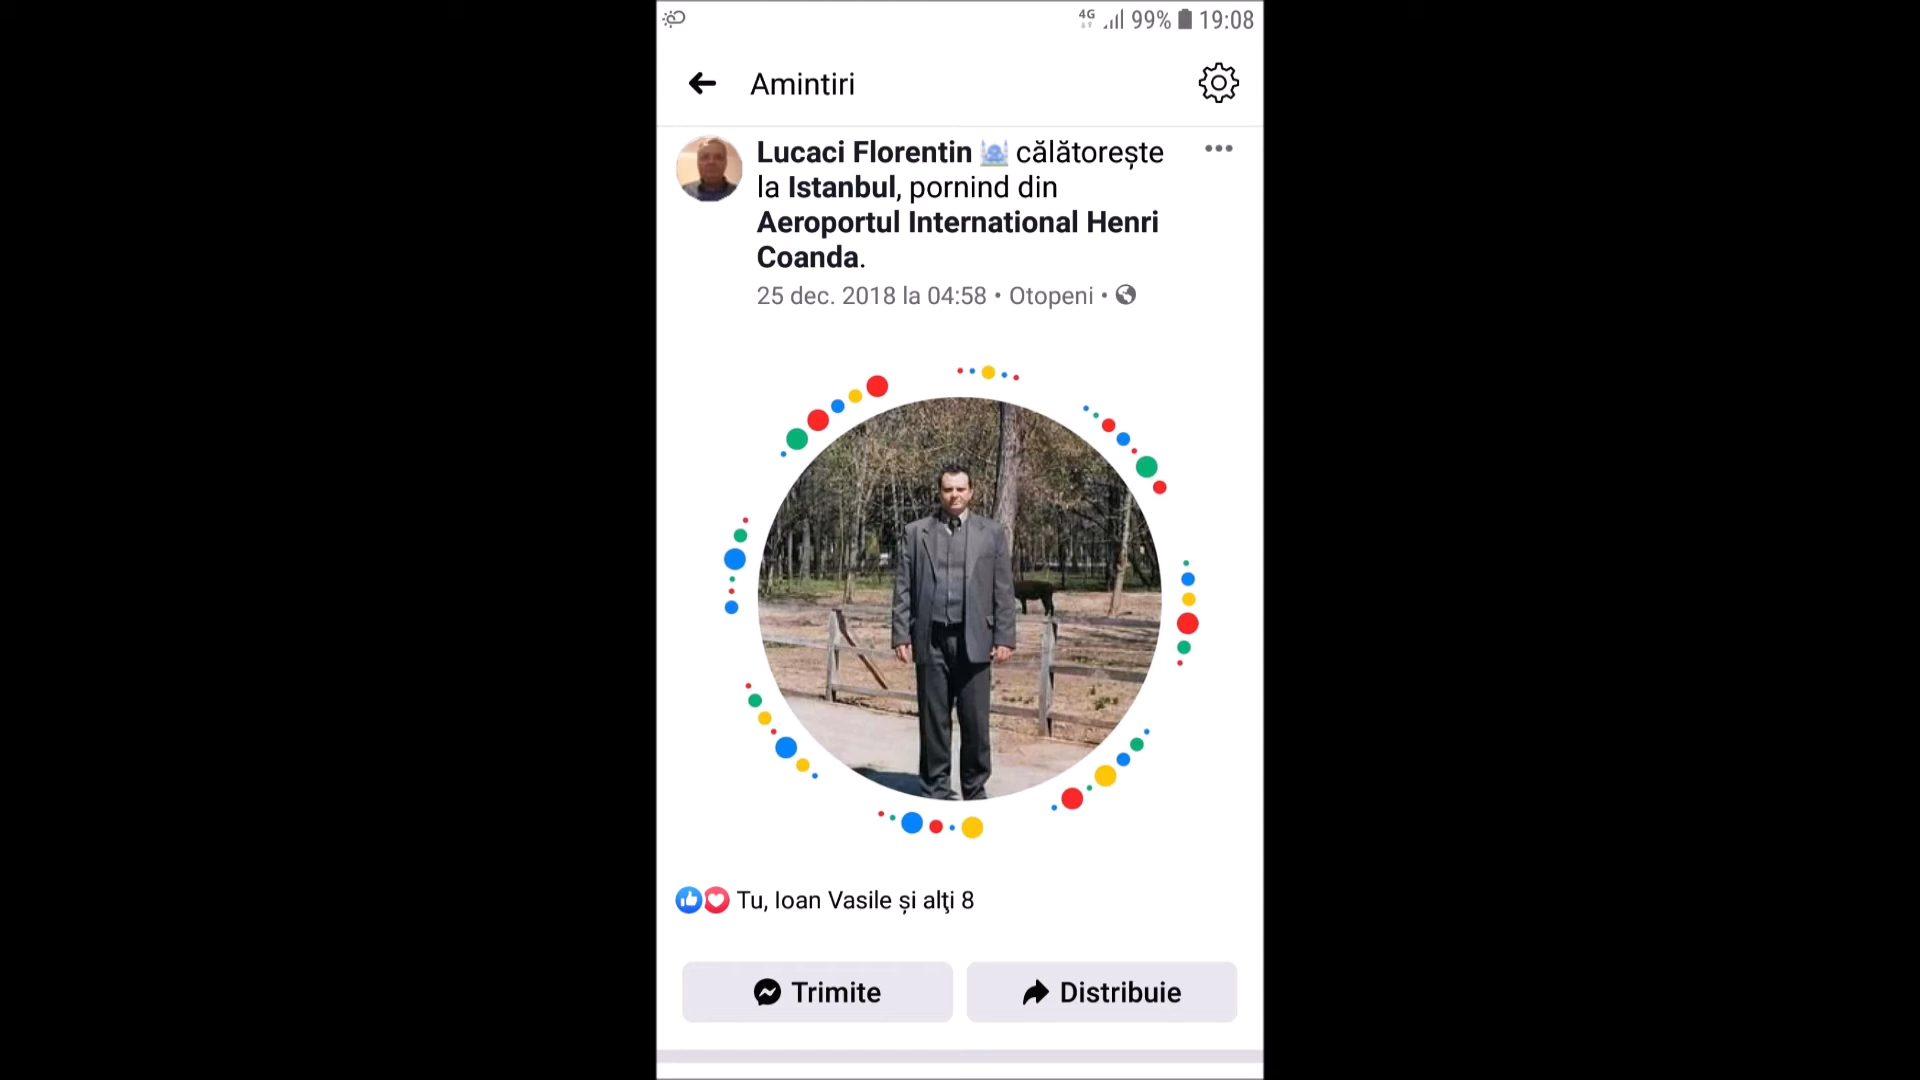 4G 99% 19:08
Amintiri
Lucaci Florentin călătorește
la Istanbul, pornind din
Aeroportul International Henri
Coanda.
25 dec. 2018 la 04:58 • Otopeni •
Tu, Ioan Vasile și alţi 8
Trimite
Distribuie